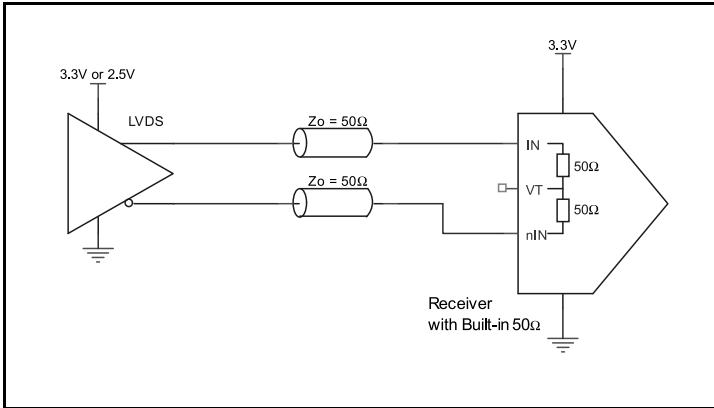 3.3V
3.3V or 2.5V
LVDS
Zo = 50Ω
IN
50Ω
Zo = 50Ω
VT
50Ω
nIN
Receiver
with Built-in 50Ω